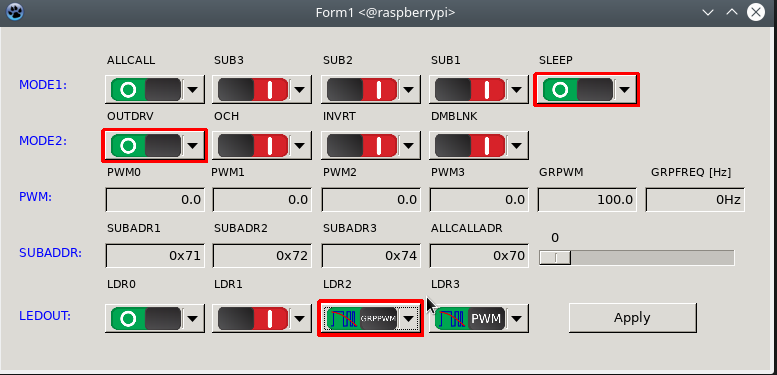 Form1 <@raspberrypi>
ALLCALL SUB3 SUB2 SUB1 SLEEP
MODE1:
OUTDRV OCH INVRT DMBLNK
MODE2:
PWM0 PWM1 PWM2 PWM3 GRPWM GRPFREQ [Hz]
PWM: 0.0 0.0 0.0 0.0 100.0 0Hz
SUBADR1 SUBADR2 SUBADR3 ALLCALLADR 0
SUBADDR: 0x71 0x72 0x74 0x70
LDR0 LDR1 LDR2 LDR3
LEDOUT: GRPPWM PWM Apply